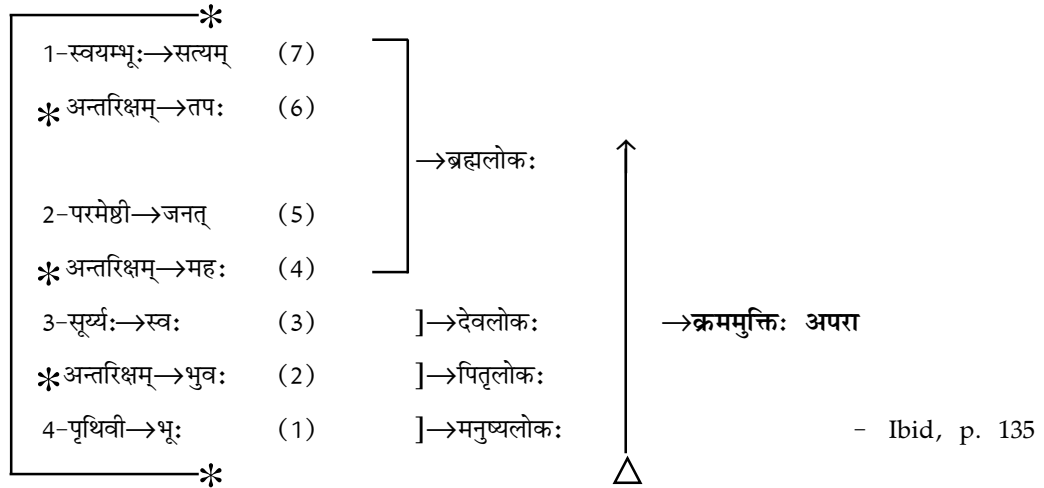 1-स्वयम्भूः→सत्यम् (7)
* अन्तरिक्षम्→तपः (6)
→ब्रह्मलोकः
2-परमेष्ठी→जनत् (5)
* अन्तरिक्षम्→महः (4)
3-सूर्य्यः→स्वः (3) ]→देवलोकः →क्रममुक्तिः अपरा
* अन्तरिक्षम्→भुवः (2) ]→पितृलोकः
4-पृथिवी→भूः (1) ]→मनुष्यलोकः - Ibid, p. 135